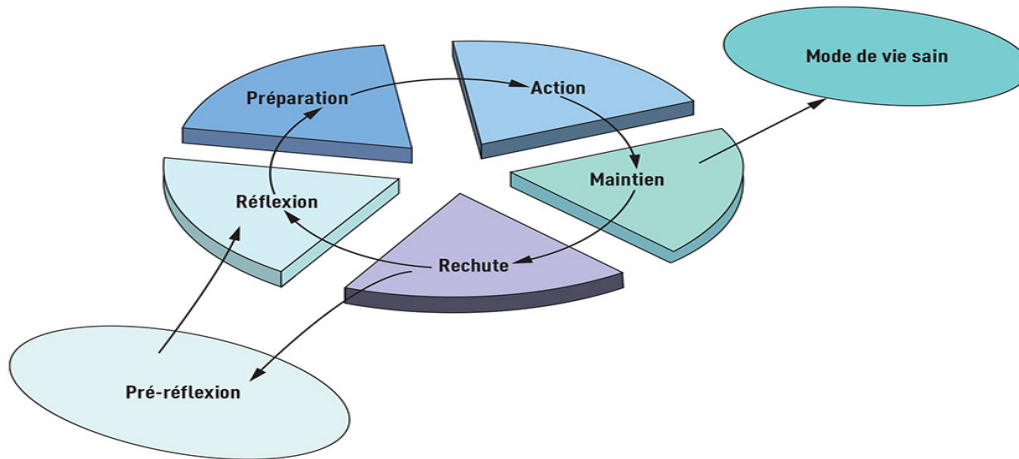 Mode de vie sain
Préparation
Action
Réflexion
Maintien
Rechute
Pré-réflexion